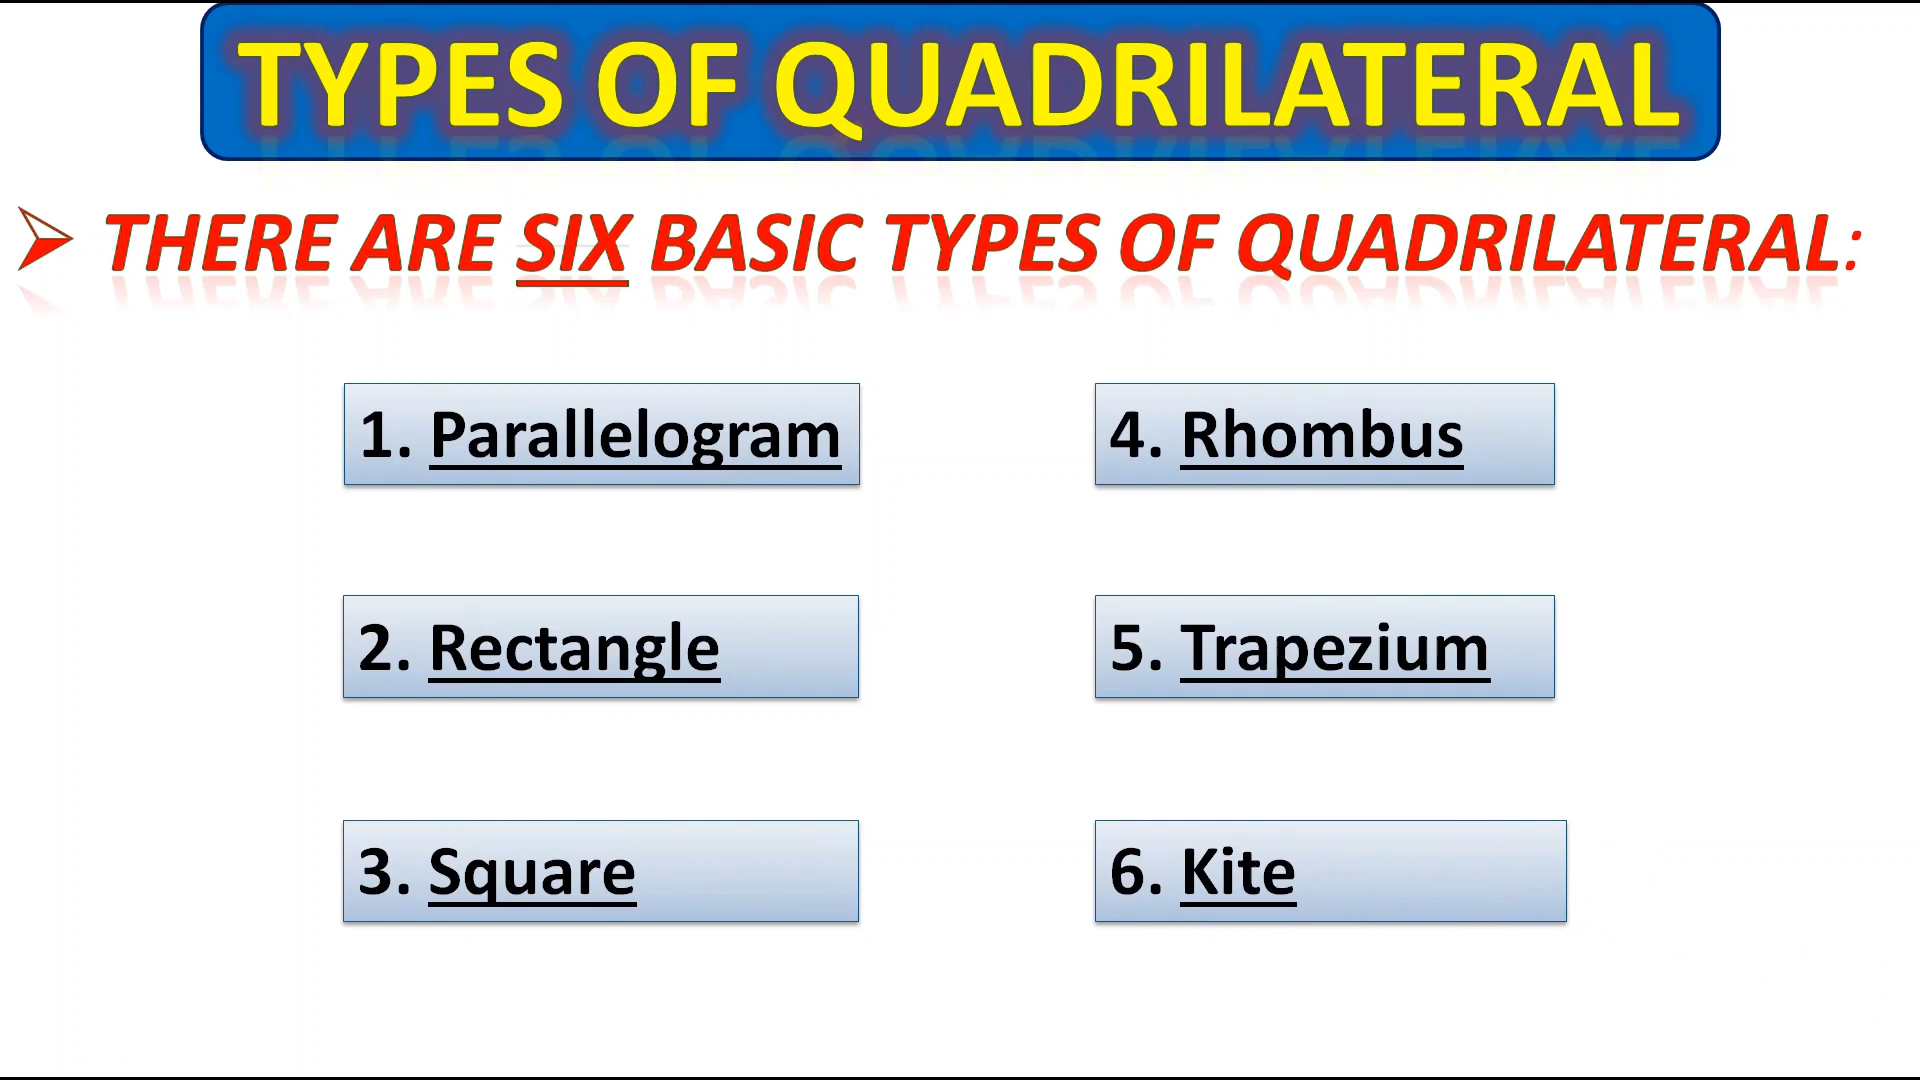 TYPES OF QUADRILATERAL
THERE ARE SIX BASIC TYPES OF QUADRILATERAL:
1. Parallelogram
2. Rectangle
3. Square
4. Rhombus
5. Trapezium
6. Kite